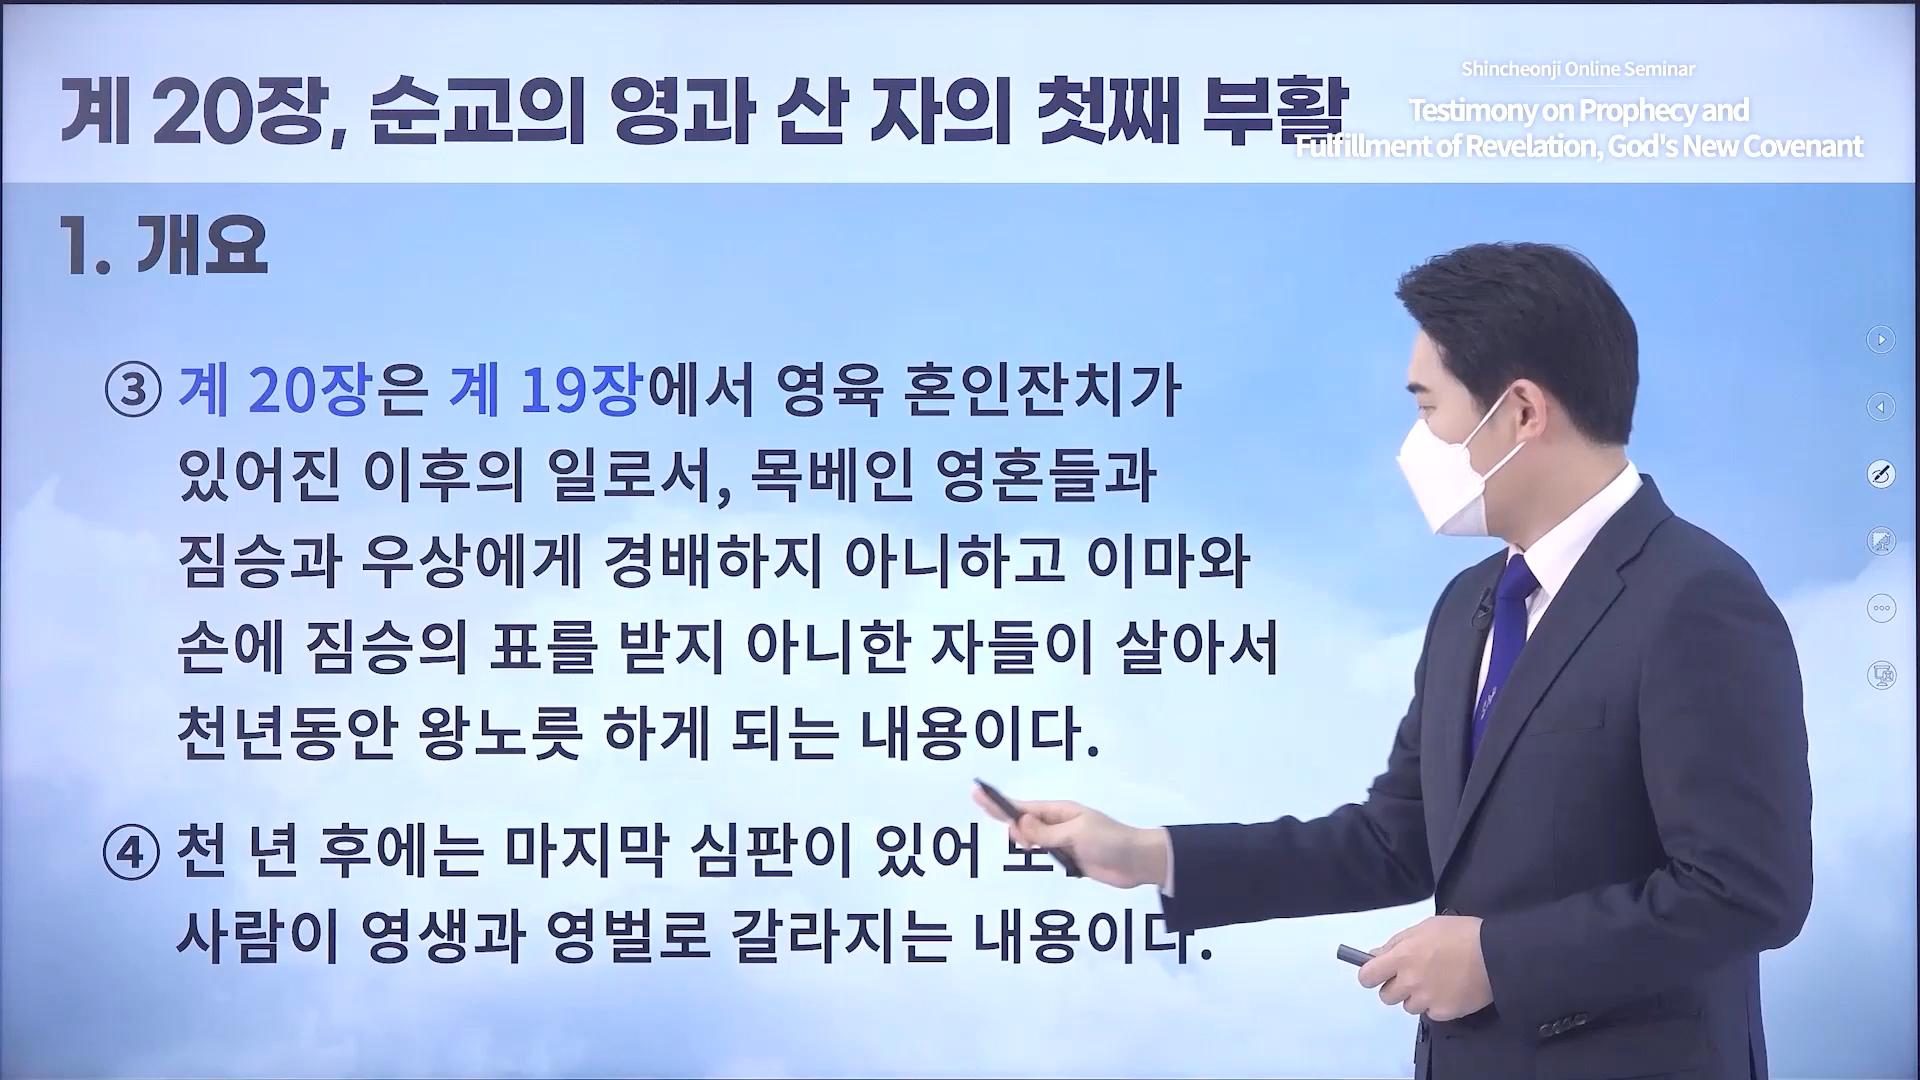 계 20장, 순교의 영과 산 자의 첫째 부활
Shincheonji Online Seminar
Testimony on Prophecy and
Fulfillment of Revelation, God's New Covenant
1. 개요
③ 계 20장은 계 19장에서 영육 혼인잔치가
있어진 이후의 일로서, 목베인 영혼들과
짐승과 우상에게 경배하지 아니하고 이마와
손에 짐승의 표를 받지 아니한 자들이 살아서
천년동안 왕노릇 하게 되는 내용이다.
④ 천 년 후에는 마지막 심판이 있어
사람이 영생과 영벌로 갈라지는 내용이다.